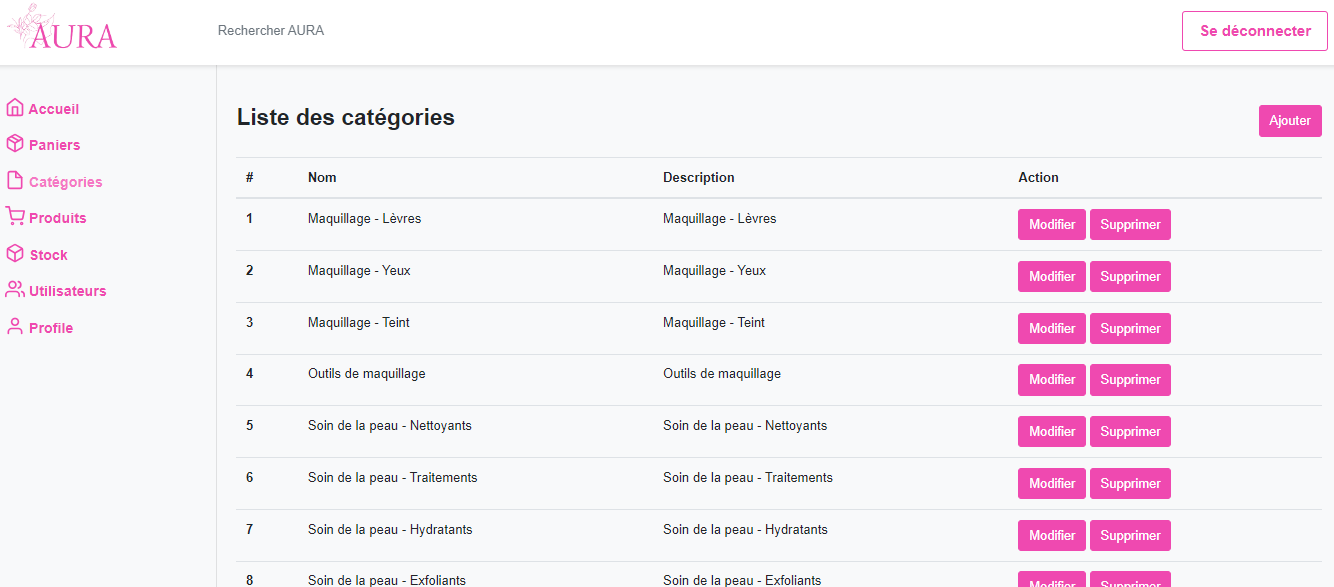 AURA
Rechercher AURA
Se déconnecter
Accueil
Paniers
Catégories
Produits
Stock
Utilisateurs
Profile
Liste des catégories
Ajouter
# Nom Description Action
1 Maquillage - Lèvres Maquillage - Lèvres Modifier Supprimer
2 Maquillage - Yeux Maquillage - Yeux Modifier Supprimer
3 Maquillage - Teint Maquillage - Teint Modifier Supprimer
4 Outils de maquillage Outils de maquillage Modifier Supprimer
5 Soin de la peau - Nettoyants Soin de la peau - Nettoyants Modifier Supprimer
6 Soin de la peau - Traitements Soin de la peau - Traitements Modifier Supprimer
7 Soin de la peau - Hydratants Soin de la peau - Hydratants Modifier Supprimer
8 Soin de la peau - Exfoliants Soin de la peau - Exfoliants Modifier Supprimer